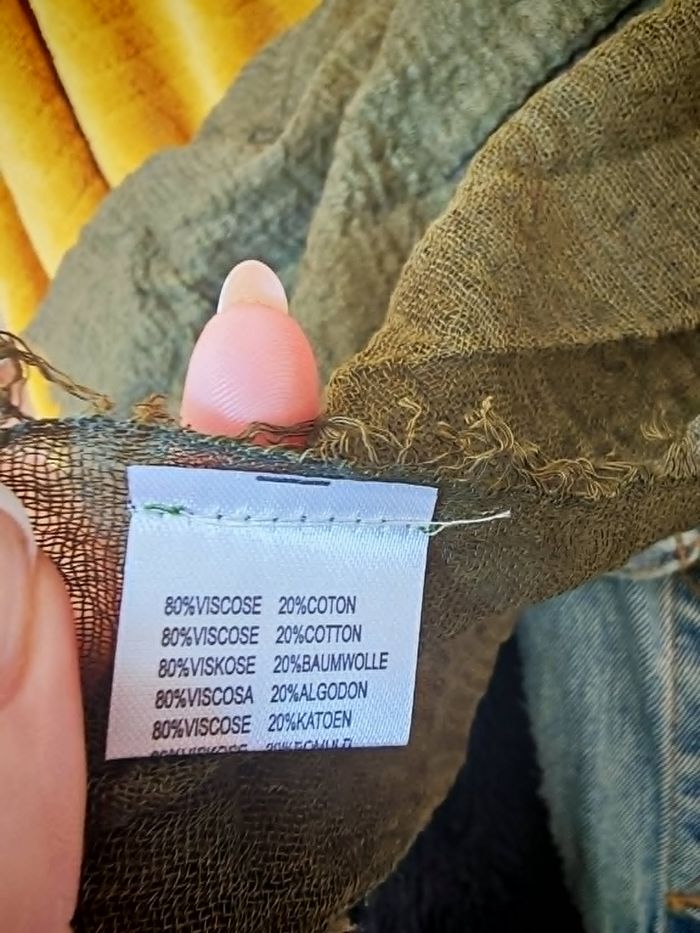 80%VISCOSE 20%COTON
80%VISCOSE 20%COTTON
80%VISKOSE 20%BAUMWOLLE
80%VISCOSA 20%ALGODON
80%VISCOSE 20%KATOEN